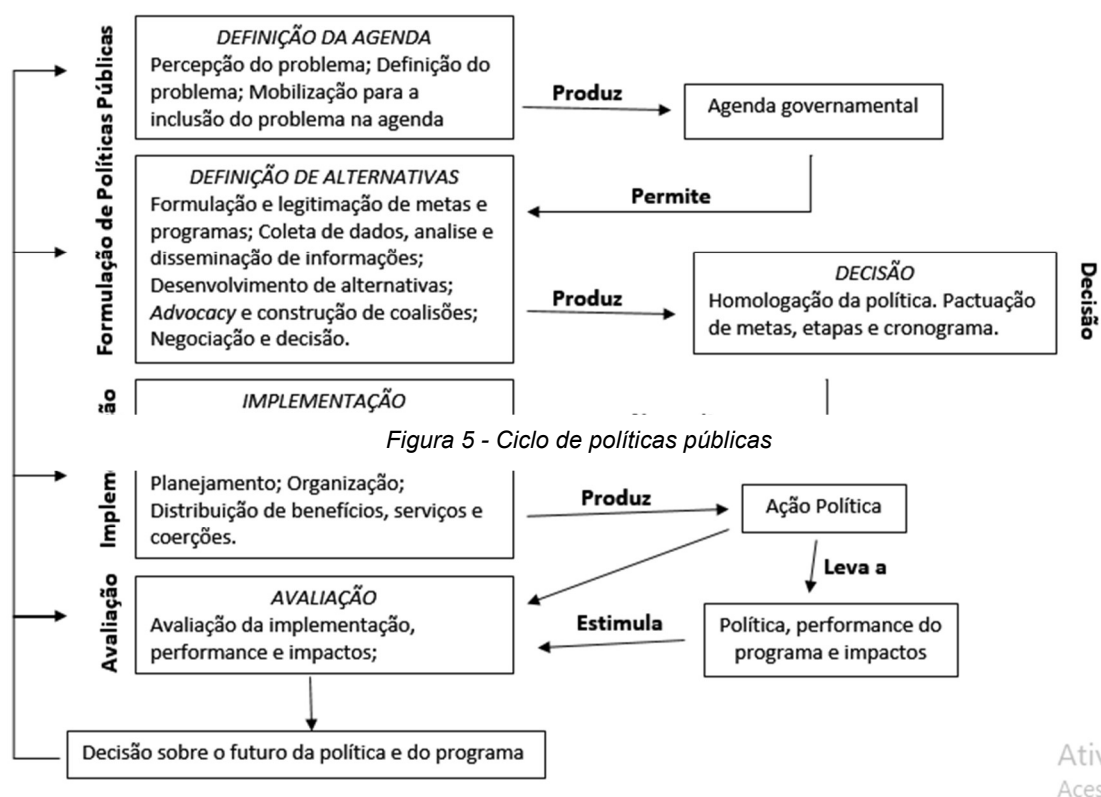 Formulação de Políticas Públicas
DEFINIÇÃO DA AGENDA
Percepção do problema; Definição do
problema; Mobilização para a
inclusão do problema na agenda
Produz
Agenda governamental
DEFINIÇÃO DE ALTERNATIVAS
Formulação e legitimação de metas e
programas; Coleta de dados, analise e
disseminação de informações;
Desenvolvimento de alternativas;
Advocacy e construção de coalisões;
Negociação e decisão.
Permite
Produz
DECISÃO
Homologação da política. Pactuação
de metas, etapas e cronograma.
Decisão
IMPLEMENTAÇÃO
Figura 5 - Ciclo de políticas públicas
Implem
ão
Planejamento; Organização;
Distribuição de benefícios, serviços e
coerções.
Produz
Ação Política
Leva a
Avaliação
AVALIAÇÃO
Avaliação da implementação,
performance e impactos;
Estimula
Política, performance do
programa e impactos
Decisão sobre o futuro da política e do programa
Ativ
Aces